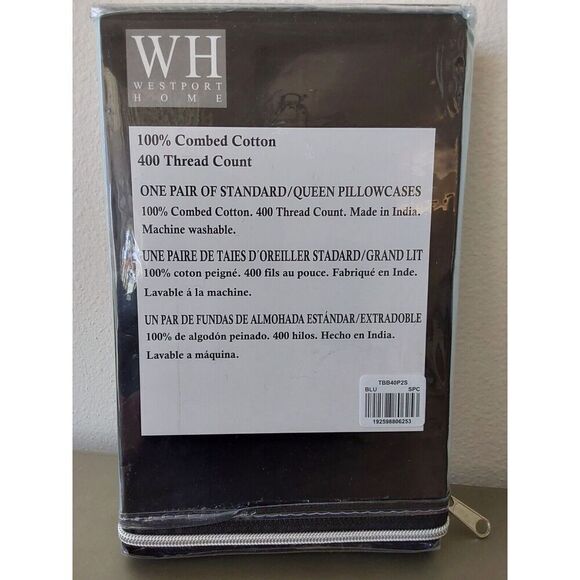 WH
WESTPORT
HOME
100% Combed Cotton
400 Thread Count
ONE PAIR OF STANDARD/QUEEN PILLOWCASES
100% Combed Cotton. 400 Thread Count. Made in India.
Machine washable.
UNE PAIRE DE TAIES D'OREILLER STADARD/GRAND LIT
100% coton peigné. 400 fils au pouce. Fabriqué en Inde.
Lavable á la machine.
UN PAR DE FUNDAS DE ALMOHADA ESTÁNDAR/EXTRADOBLE
100% de algodón peinado. 400 hilos. Hecho en India.
Lavable a máquina.
TBB40P2S
BLU SPC
192598806253